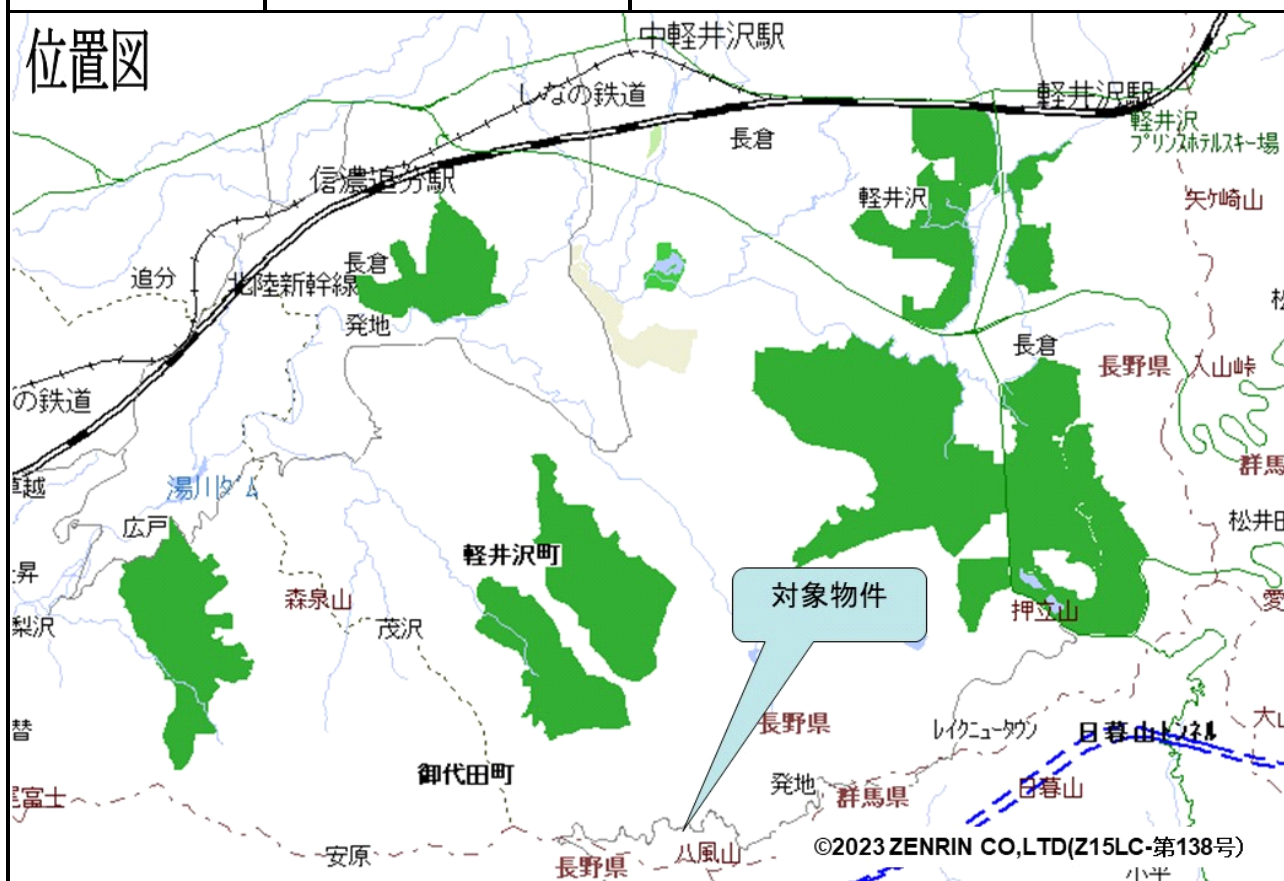 位置図
中軽井沢駅
しなの鉄道
軽井沢駅
軽井沢
プリンスホテルスキー場
長倉
信濃追分駅
軽井沢
矢ケ崎山
追分
長倉
北陸新幹線
発地
長倉
長野県
入山峠
の鉄道
群馬
湯川ダム
広戸
松井田
軽井沢町
対象物件
森泉山
茂沢
押立山
梨沢
長野県
レイクニュータウン
日暮山トンネル
御代田町
発地
群馬県
日暮山
尾富士
安原
長野県
八風山
©2023 ZENRIN CO,LTD(Z15LC-第138号)